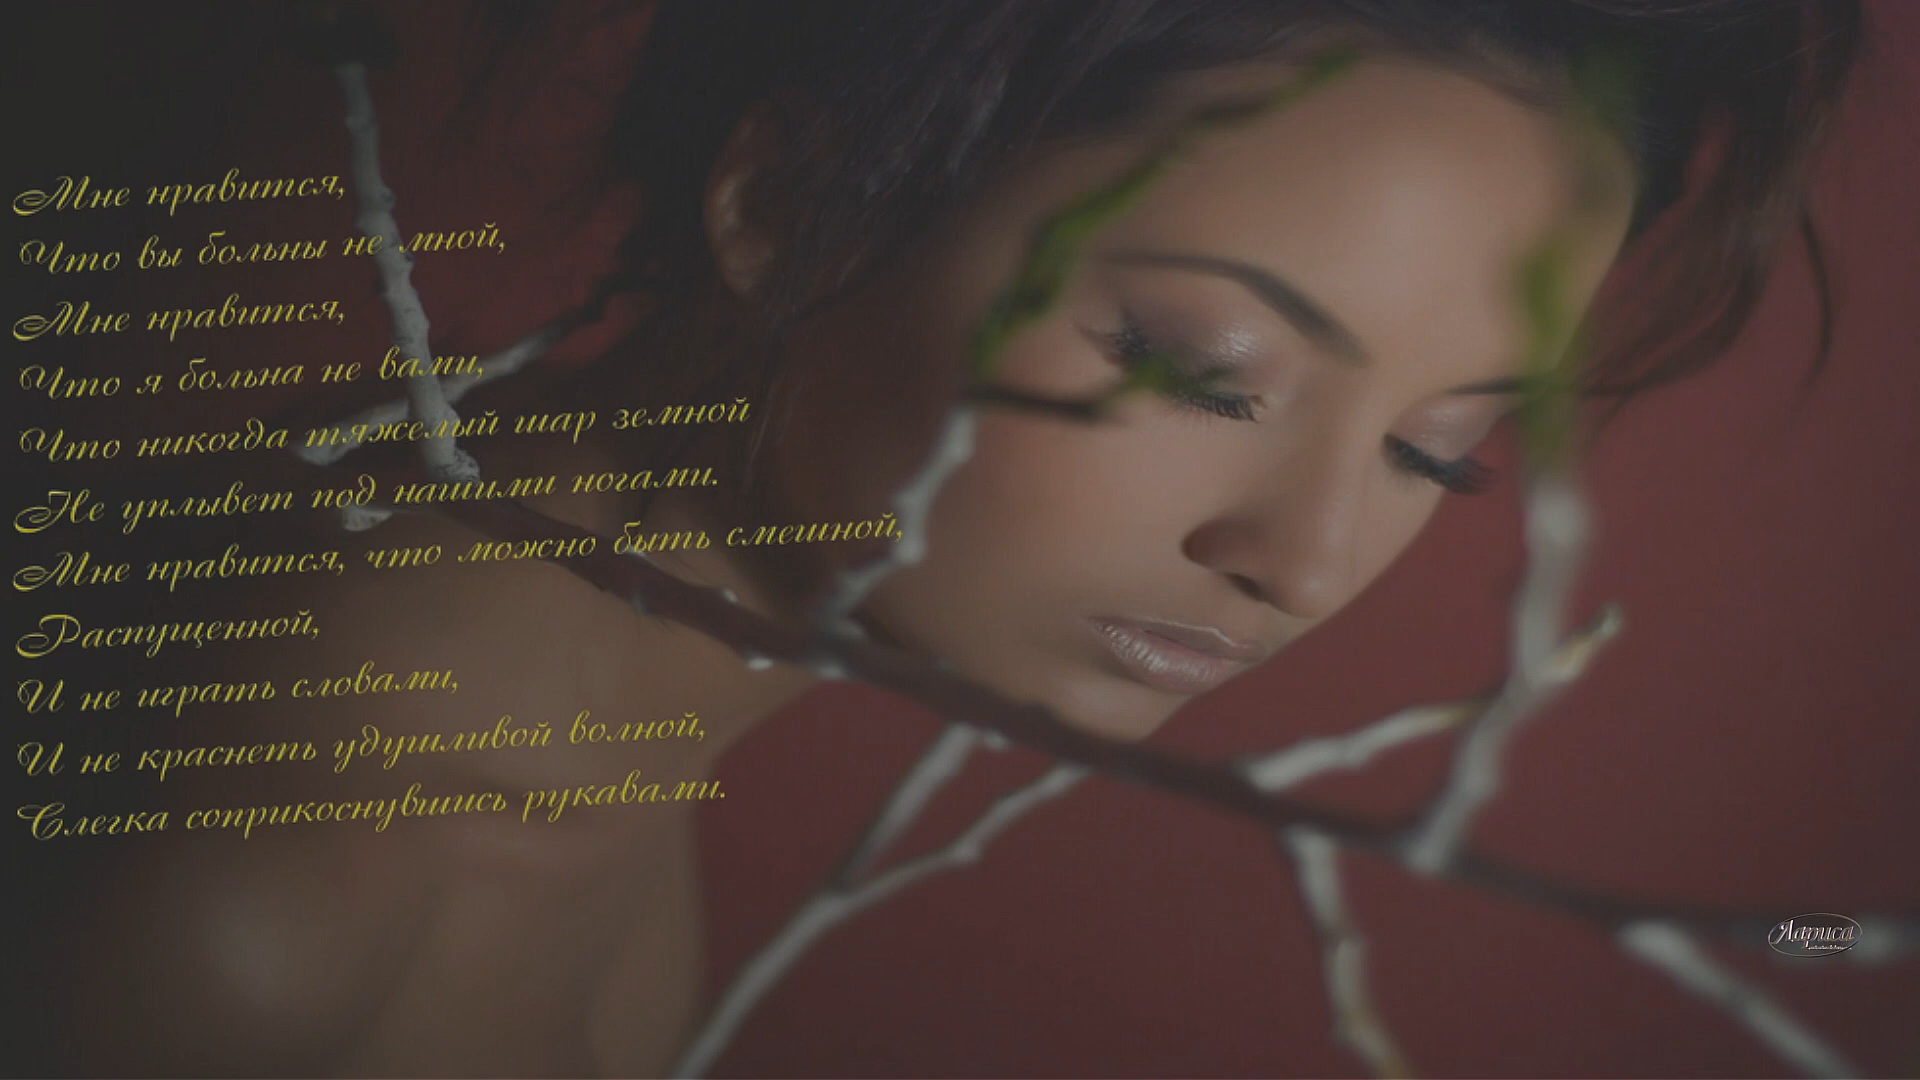 Мне нравится,
Что вы больны не мной,
Мне нравится,
Что я больна не вами,
Что никогда тяжелый шар земной
Не уплывет под нашими ногами.
Мне нравится, что можно быть смешной,
Распущенной,
И не играть словами,
И не краснеть удушливой волной,
Слегка соприкоснувшись рукавами.
Лариса